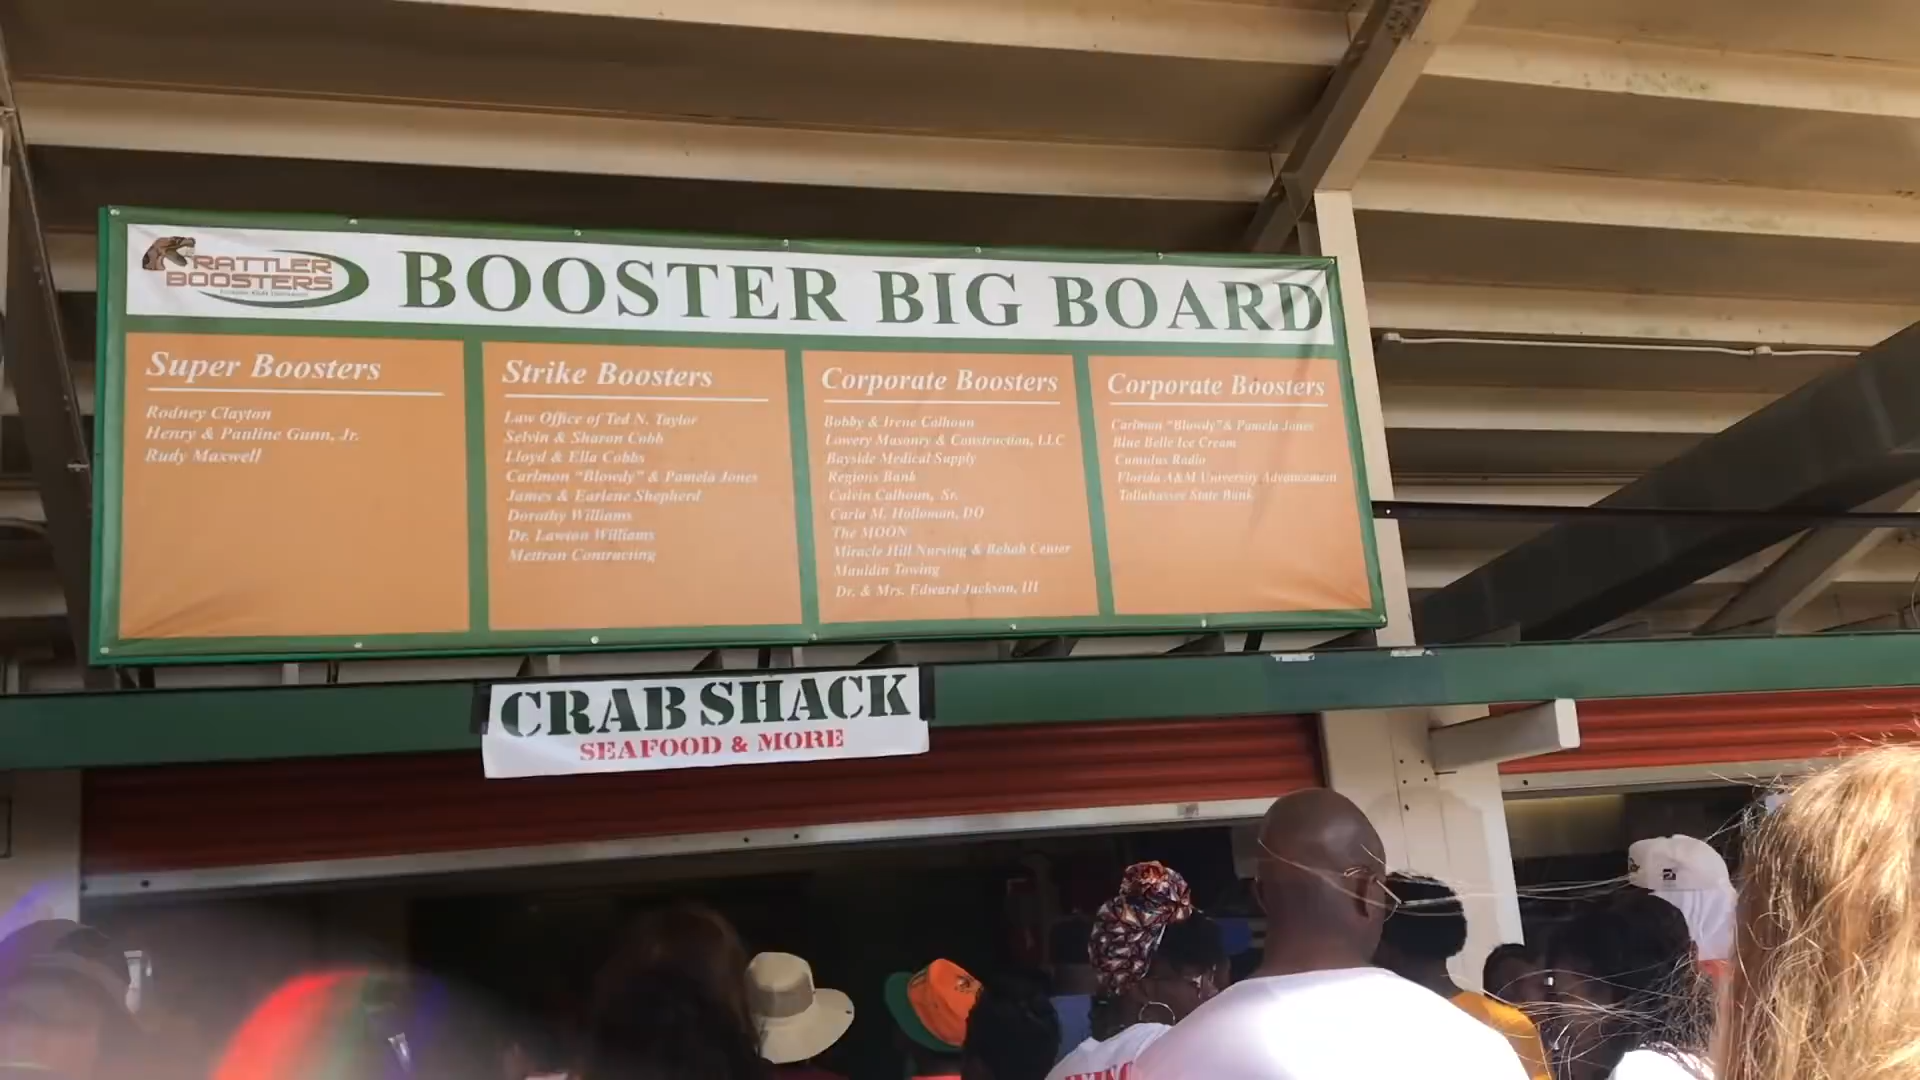 RATTLER
BOOSTERS
BOOSTER BIG BOARD
Super Boosters
Rodney Clayton
Henry & Pauline Gunn, Jr.
Rudy Maxwell
Strike Boosters
Law Office of Ted N. Taylor
Selvin & Sharon Cobb
Lloyd & Ella Cobbs
Carlmon "Blowdy" & Pamela Jones
James & Earlene Shepherd
Dorothy Williams
Dr. Lawton Williams
Mettron Contracting
Corporate Boosters
Bobby & Irene Calhoun
Lowery Masonry & Construction, LLC
Bayside Medical Supply
Regions Bank
Calvin Calhoun, Sr.
Carla M. Holloman, DO
The MOON
Miracle Hill Nursing & Rehab Center
Mauldin Towing
Dr. & Mrs. Edward Jackson, III
Corporate Boosters
Carlmon "Blowdy"& Pamela Jones
Blue Belle Ice Cream
Cumulus Radio
Florida A&M University Advancement
Tallahassee State Bank
CRAB SHACK
SEAFOOD & MORE